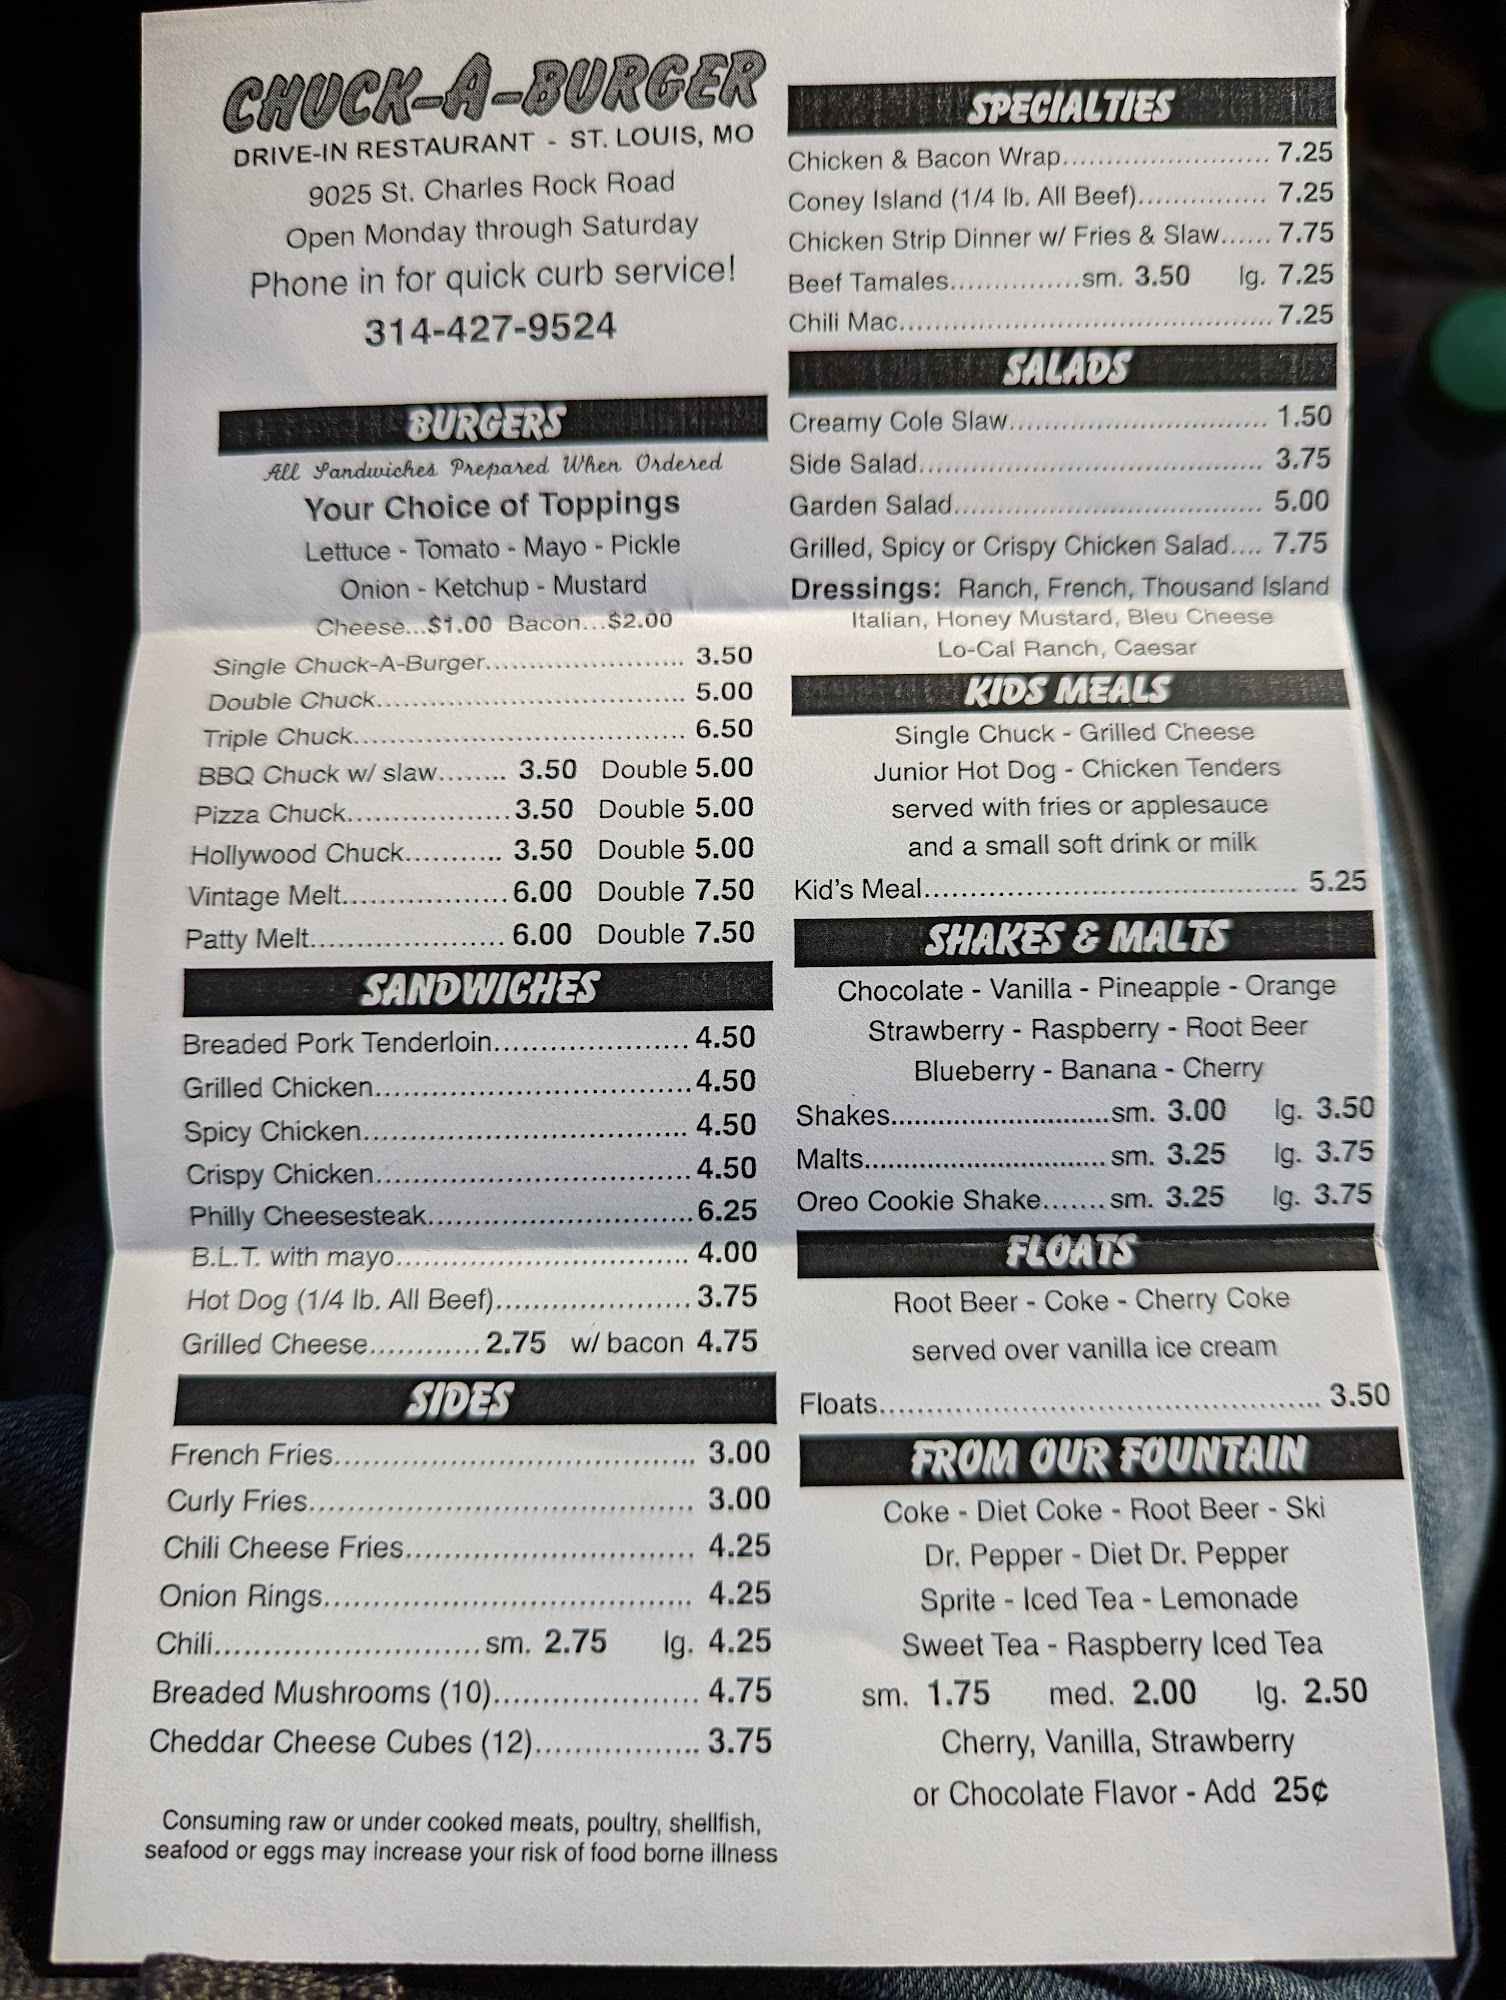 CHUCK-A-BURGER
DRIVE-IN RESTAURANT - ST. LOUIS, MO
9025 St. Charles Rock Road
Open Monday through Saturday
Phone in for quick curb service!
314-427-9524
BURGERS
All Sandwiches Prepared When Ordered
Your Choice of Toppings
Lettuce - Tomato - Mayo - Pickle
Onion - Ketchup - Mustard
Cheese...$1.00 Bacon...$2.00
Single Chuck-A-Burger........................ 3.50
Double Chuck.................................. 5.00
Triple Chuck.................................... 6.50
BBQ Chuck w/ slaw........ 3.50 Double 5.00
Pizza Chuck.................. 3.50 Double 5.00
Hollywood Chuck........... 3.50 Double 5.00
Vintage Melt.................. 6.00 Double 7.50
Patty Melt..................... 6.00 Double 7.50
SANDWICHES
Breaded Pork Tenderloin..................... 4.50
Grilled Chicken................................... 4.50
Spicy Chicken................................... 4.50
Crispy Chicken.................................. 4.50
Philly Cheesesteak............................. 6.25
B.L.T. with mayo................................ 4.00
Hot Dog (1/4 lb. All Beef)..................... 3.75
Grilled Cheese............ 2.75 w/ bacon 4.75
SIDES
French Fries....................................... 3.00
Curly Fries......................................... 3.00
Chili Cheese Fries............................... 4.25
Onion Rings........................................ 4.25
Chili............................. sm. 2.75 lg. 4.25
Breaded Mushrooms (10)...................... 4.75
Cheddar Cheese Cubes (12).................. 3.75
Consuming raw or under cooked meats, poultry, shellfish,
seafood or eggs may increase your risk of food borne illness
SPECIALTIES
Chicken & Bacon Wrap......................... 7.25
Coney Island (1/4 lb. All Beef)............... 7.25
Chicken Strip Dinner w/ Fries & Slaw...... 7.75
Beef Tamales............... sm. 3.50 lg. 7.25
Chili Mac......................................... 7.25
SALADS
Creamy Cole Slaw.............................. 1.50
Side Salad........................................ 3.75
Garden Salad.................................... 5.00
Grilled, Spicy or Crispy Chicken Salad.... 7.75
Dressings: Ranch, French, Thousand Island
Italian, Honey Mustard, Bleu Cheese
Lo-Cal Ranch, Caesar
KIDS MEALS
Single Chuck - Grilled Cheese
Junior Hot Dog - Chicken Tenders
served with fries or applesauce
and a small soft drink or milk
Kid's Meal......................................... 5.25
SHAKES & MALTS
Chocolate - Vanilla - Pineapple - Orange
Strawberry - Raspberry - Root Beer
Blueberry - Banana - Cherry
Shakes............................ sm. 3.00 lg. 3.50
Malts............................... sm. 3.25 lg. 3.75
Oreo Cookie Shake....... sm. 3.25 lg. 3.75
FLOATS
Root Beer - Coke - Cherry Coke
served over vanilla ice cream
Floats................................................ 3.50
FROM OUR FOUNTAIN
Coke - Diet Coke - Root Beer - Ski
Dr. Pepper - Diet Dr. Pepper
Sprite - Iced Tea - Lemonade
Sweet Tea - Raspberry Iced Tea
sm. 1.75 med. 2.00 lg. 2.50
Cherry, Vanilla, Strawberry
or Chocolate Flavor - Add 25¢